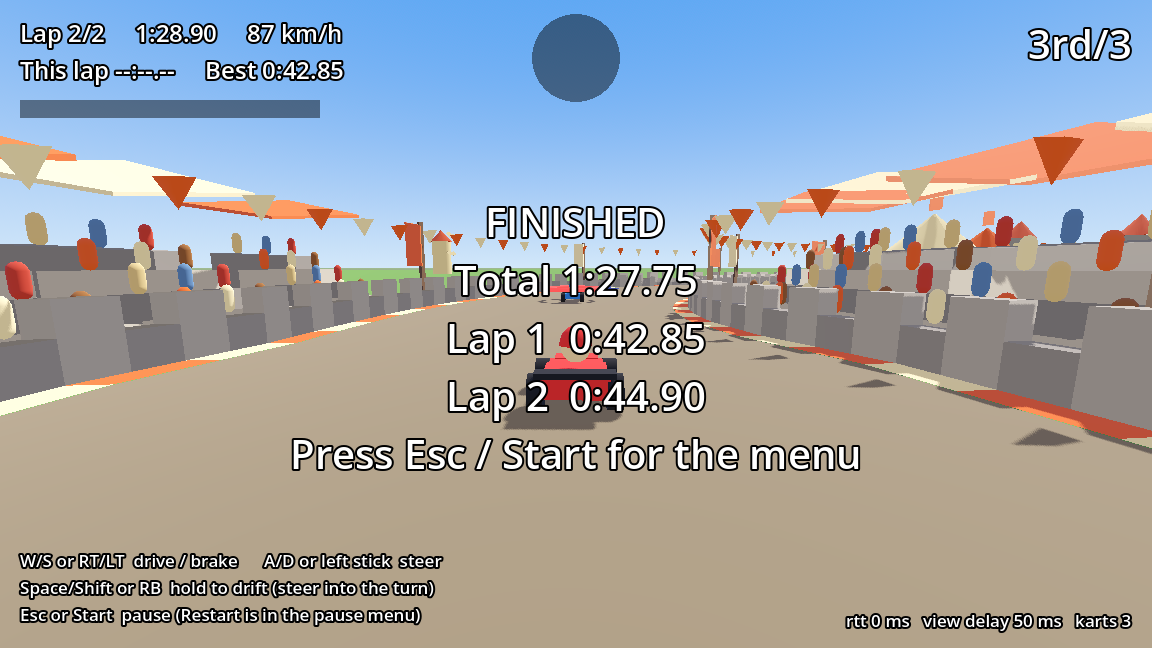 Lap 2/2 1:28.90 87 km/h
This lap --:--.-- Best 0:42.85
3rd/3
FINISHED
Total 1:27.75
Lap 1 0:42.85
Lap 2 0:44.90
Press Esc / Start for the menu
W/S or RT/LT drive / brake A/D or left stick steer
Space/Shift or RB hold to drift (steer into the turn)
Esc or Start pause (Restart is in the pause menu)
rtt 0 ms view delay 50 ms karts 3